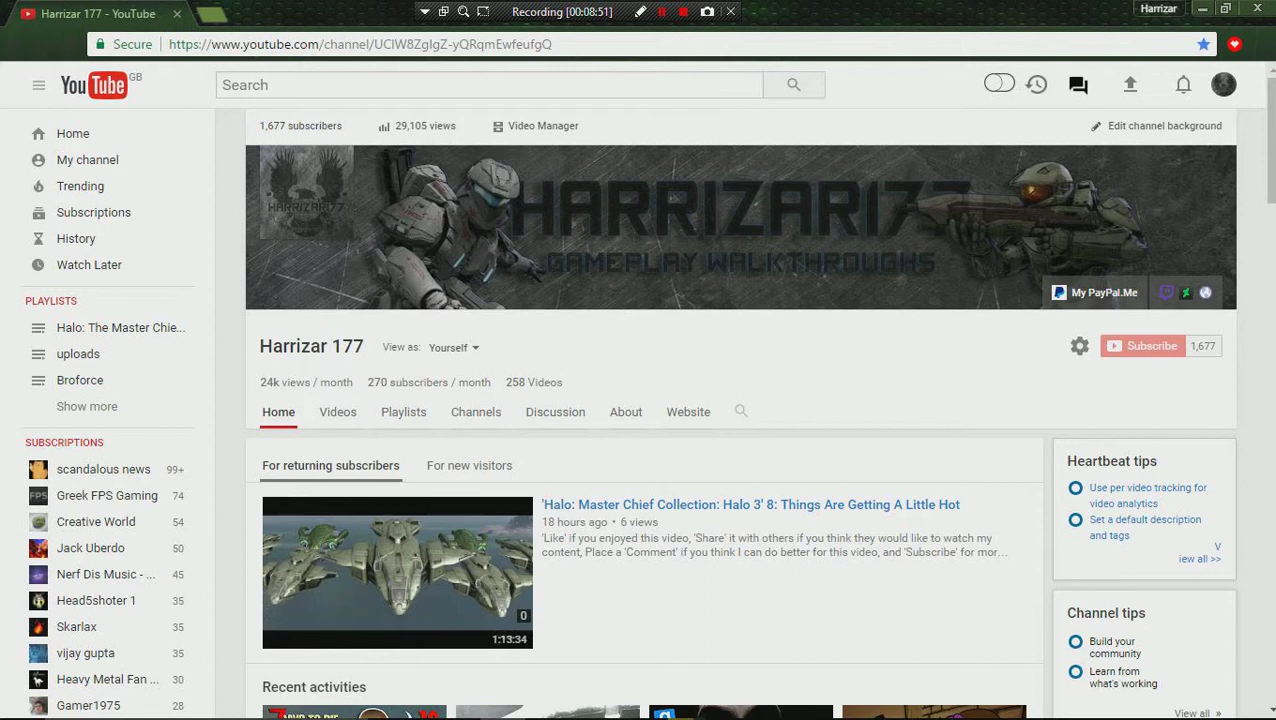 Harrizar 177 - YouTube
Recording [00:08:51]
Harrizar
Secure
https://www.youtube.com/channel/UClW8ZgIgZ-yQRqmEwfeufgQ
YouTube GB
Search
Home
My channel
Trending
Subscriptions
History
Watch Later
PLAYLISTS
Halo: The Master Chie...
uploads
Broforce
Show more
SUBSCRIPTIONS
scandalous news 99+
Greek FPS Gaming 74
Creative World 54
Jack Uberdo 50
Nerf Dis Music - ... 45
Head5shoter 1 35
Skarlax 35
vijay gupta 35
Heavy Metal Fan ... 30
Gamer1975 28
1,677 subscribers
29,105 views
Video Manager
Edit channel background
HARRIZAR177
HARRIZAR177
GAMEPLAY WALKTHROUGHS
My PayPal.Me
Harrizar 177
View as: Yourself
Subscribe 1,677
24k views / month
270 subscribers / month
258 Videos
Home
Videos
Playlists
Channels
Discussion
About
Website
For returning subscribers
For new visitors
'Halo: Master Chief Collection: Halo 3' 8: Things Are Getting A Little Hot
18 hours ago • 6 views
'Like' if you enjoyed this video, 'Share' it with others if you think they would like to watch my
content, Place a 'Comment' if you think I can do better for this video, and 'Subscribe' for mor...
0
1:13:34
Recent activities
Heartbeat tips
Use per video tracking for
video analytics
Set a default description
and tags
V
iew all >>
Channel tips
Build your
community
Learn from
what's working
View all »